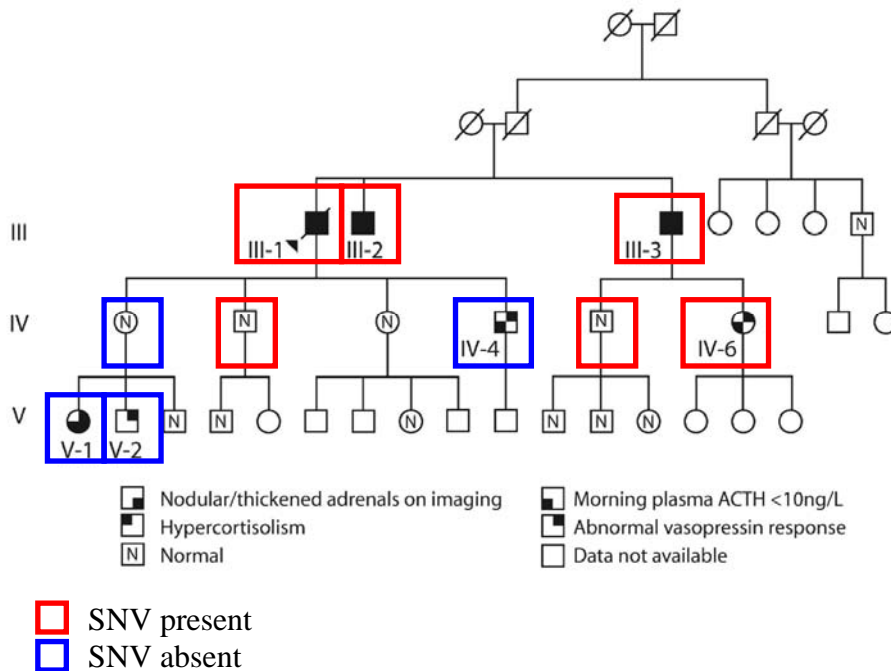 III
N
III-1 III-2 III-3
IV
N N N N
IV-4 IV-6
V
N N N N N N
V-1 V-2
Nodular/thickened adrenals on imaging
Hypercortisolism
N Normal
Morning plasma ACTH <10ng/L
Abnormal vasopressin response
Data not available
SNV present
SNV absent